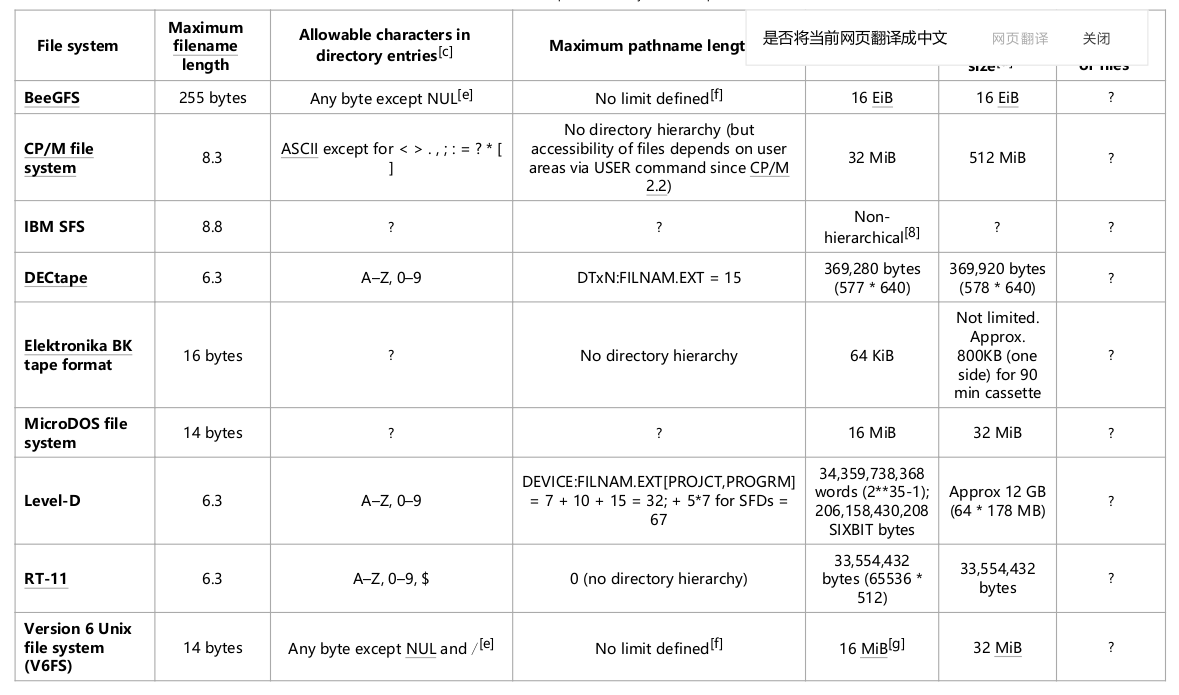 File system
Maximum
filename
length
Allowable characters in
directory entries[c]
Maximum pathname lengt
是否将当前网页翻译成中文
网页翻译
关闭
BeeGFS
255 bytes
Any byte except NUL[e]
No limit defined[f]
16 EiB
16 EiB
?
CP/M file
system
8.3
ASCII except for < > . , ; : = ? * [
]
No directory hierarchy (but
accessibility of files depends on user
areas via USER command since CP/M
2.2)
32 MiB
512 MiB
?
IBM SFS
8.8
?
?
Non-
hierarchical[8]
?
?
DECtape
6.3
A–Z, 0–9
DTxN:FILNAM.EXT = 15
369,280 bytes
(577 * 640)
369,920 bytes
(578 * 640)
?
Elektronika BK
tape format
16 bytes
?
No directory hierarchy
64 KiB
Not limited.
Approx.
800KB (one
side) for 90
min cassette
?
MicroDOS file
system
14 bytes
?
?
16 MiB
32 MiB
?
Level-D
6.3
A–Z, 0–9
DEVICE:FILNAM.EXT[PROJCT,PROGRM]
= 7 + 10 + 15 = 32; + 5*7 for SFDs =
67
34,359,738,368
words (2**35-1);
206,158,430,208
SIXBIT bytes
Approx 12 GB
(64 * 178 MB)
?
RT-11
6.3
A–Z, 0–9, $
0 (no directory hierarchy)
33,554,432
bytes (65536 *
512)
33,554,432
bytes
?
Version 6 Unix
file system
(V6FS)
14 bytes
Any byte except NUL and /[e]
No limit defined[f]
16 MiB[g]
32 MiB
?